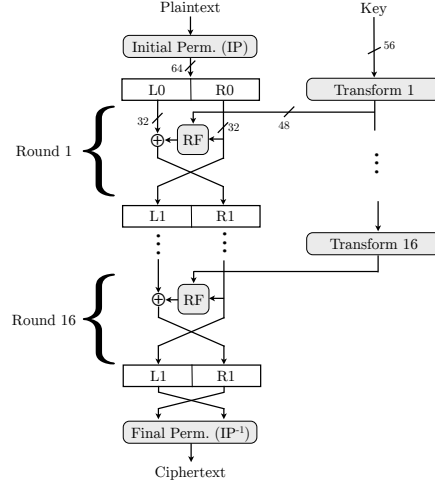 Plaintext
Key
Initial Perm. (IP)
56
64
L0 R0
Transform 1
32
32
48
RF
Round 1
L1 R1
Transform 16
RF
Round 16
L1 R1
Final Perm. (IP-1)
Ciphertext